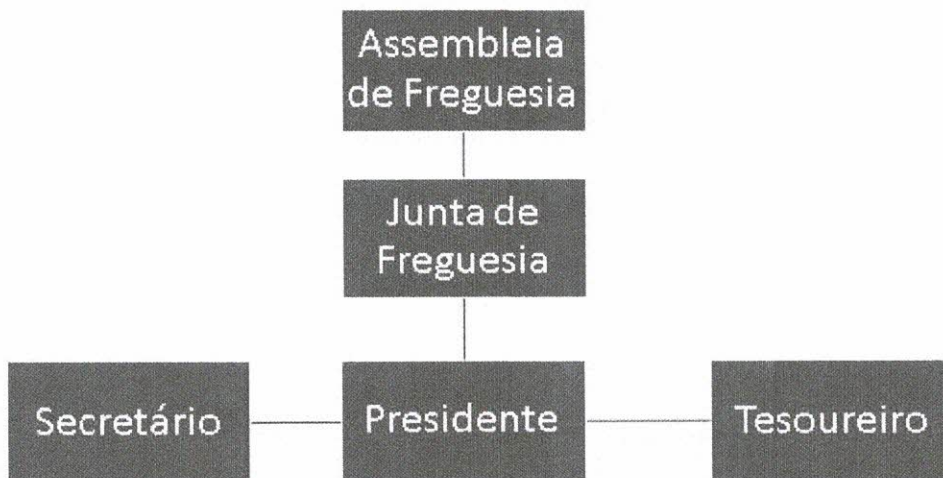 Assembleia
de Freguesia
Junta de
Freguesia
Secretário
Presidente
Tesoureiro